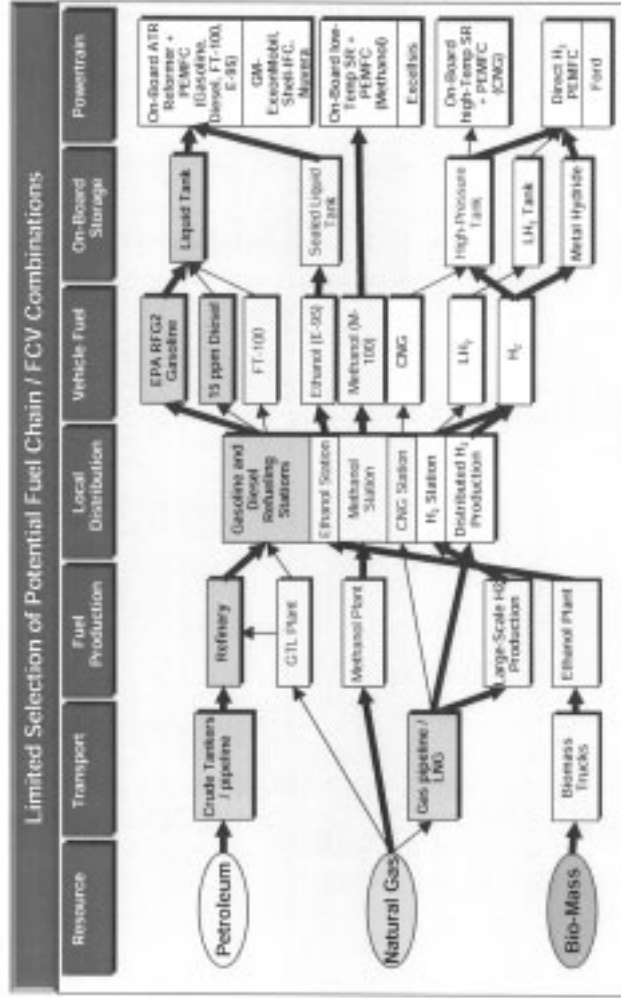 Limited Selection of Potential Fuel Chain / FCV Combinations
Resource
Transport
Fuel
Production
Local
Distribution
Vehicle Fuel
On-Board
Storage
Powertrain
Petroleum
Natural Gas
Bio-Mass
Crude Tankers
/ pipeline
Gas pipeline /
LNG
Biomass
Trucks
Refinery
GTL Plant
Methanol Plant
Large-Scale H2
Production
Ethanol Plant
Gasoline and
Diesel
Refueling
Stations
Ethanol Station
Methanol
Station
CNG Station
H₂ Station
Distributed H₂
Production
EPA RFG2
Gasoline
15 ppm Diesel
FT-100
Ethanol (E-95)
Methanol (M-
100)
CNG
LH₂
H₂
Liquid Tank
Sealed Liquid
Tank
High-Pressure
Tank
LH₂ Tank
Metal Hydride
On-Board ATR
Reformer +
PEMFC
(Gasoline,
Diesel, FT-100,
E-95)
GM-
ExxonMobil,
Shell-IFC,
Nuvera,
On-Board low-
Temp SR +
PEMFC
(Methanol)
Excellsis
On-Board
high-Temp SR
+ PEMFC
(CNG)
Direct H₂
PEMFC
Ford